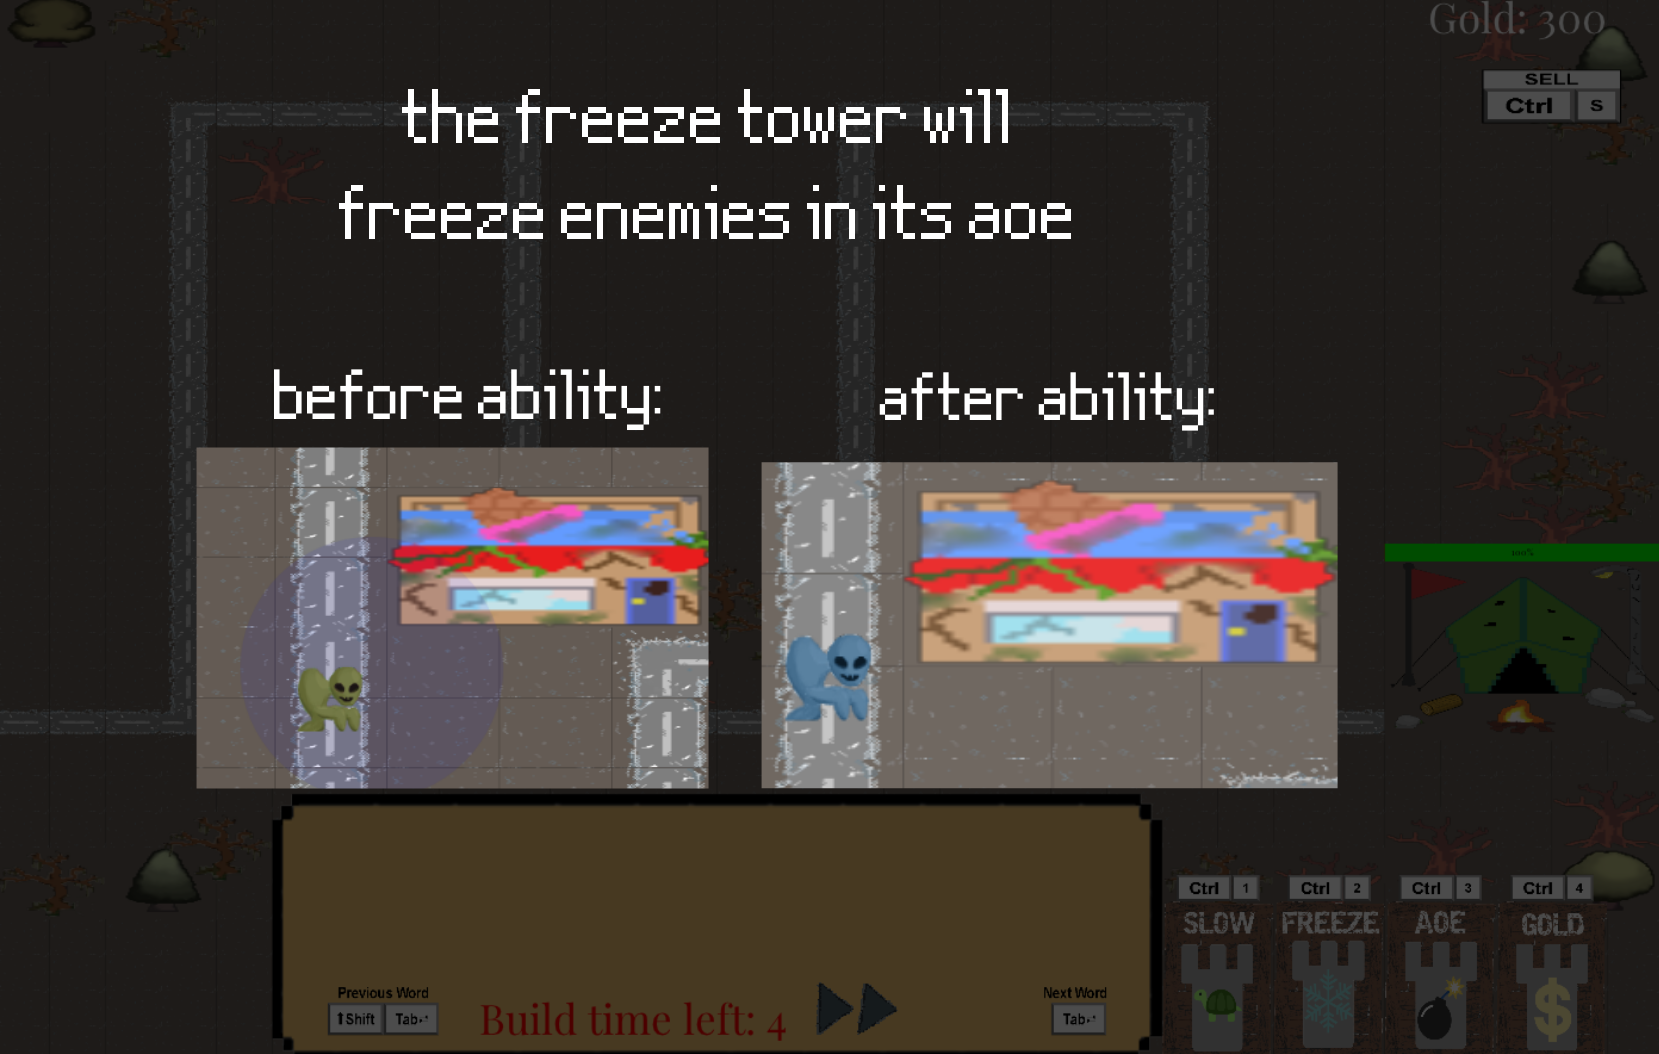 Gold: 300
SELL
Ctrl S
the freeze tower will
freeze enemies in its aoe
before ability:
after ability:
100%
Ctrl 1 Ctrl 2 Ctrl 3 Ctrl 4
SLOW FREEZE AOE GOLD
Previous Word
Next Word
⬆Shift Tab
Build time left: 4
Tab
$